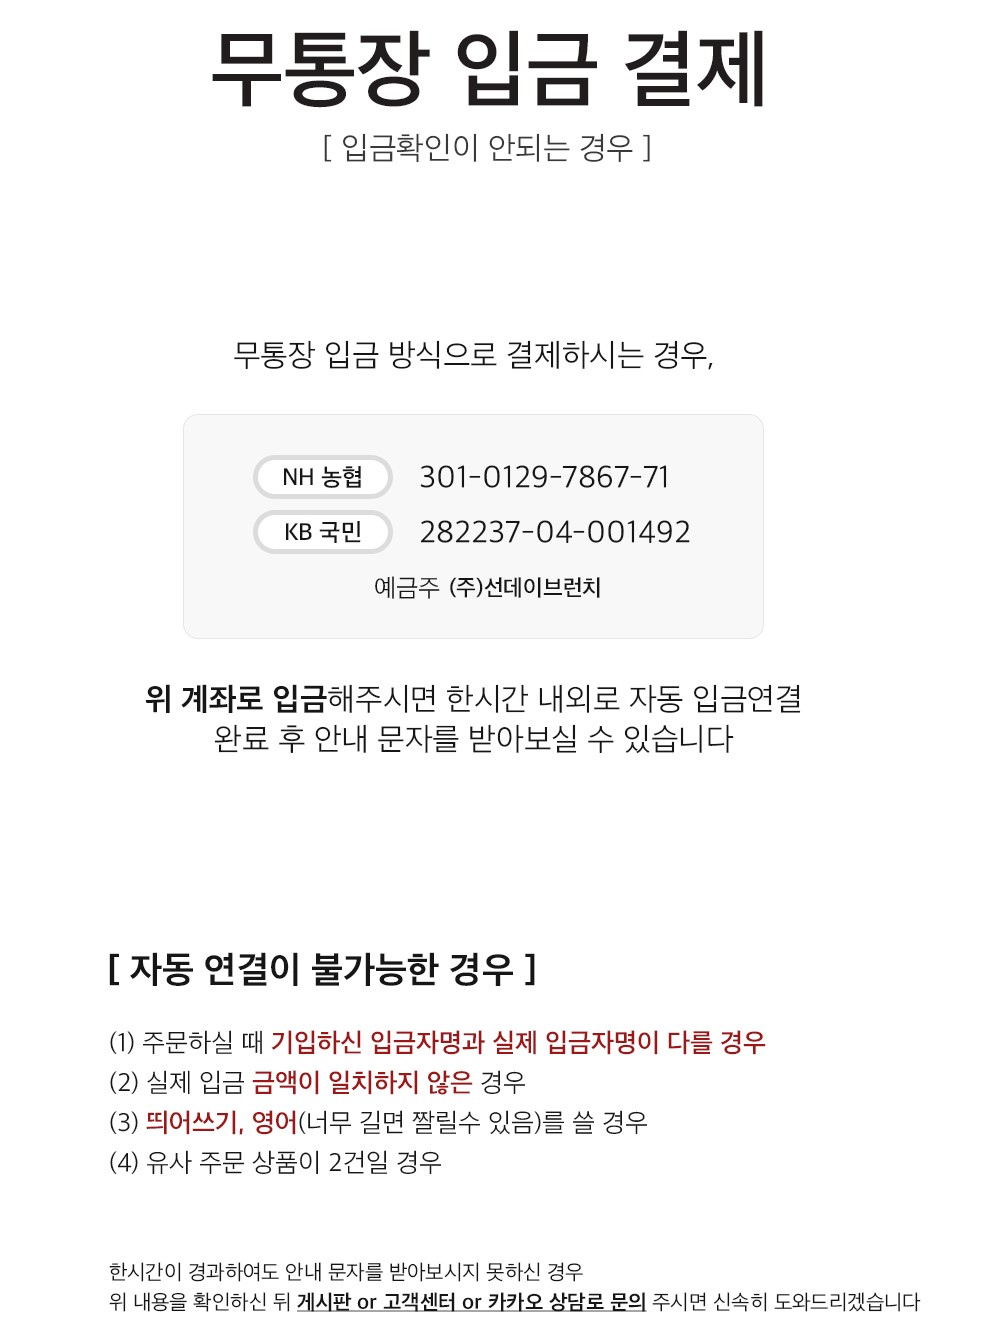 무통장 입금 결제
[ 입금확인이 안되는 경우 ]
무통장 입금 방식으로 결제하시는 경우,
NH 농협 301-0129-7867-71
KB 국민 282237-04-001492
예금주 (주)선데이브런치
위 계좌로 입금해주시면 한시간 내외로 자동 입금연결
완료 후 안내 문자를 받아보실 수 있습니다
[ 자동 연결이 불가능한 경우 ]
(1) 주문하실 때 기입하신 입금자명과 실제 입금자명이 다를 경우
(2) 실제 입금 금액이 일치하지 않은 경우
(3) 띄어쓰기, 영어(너무 길면 짤릴수 있음)를 쓸 경우
(4) 유사 주문 상품이 2건일 경우
한시간이 경과하여도 안내 문자를 받아보시지 못하신 경우
위 내용을 확인하신 뒤 게시판 or 고객센터 or 카카오 상담로 문의 주시면 신속히 도와드리겠습니다